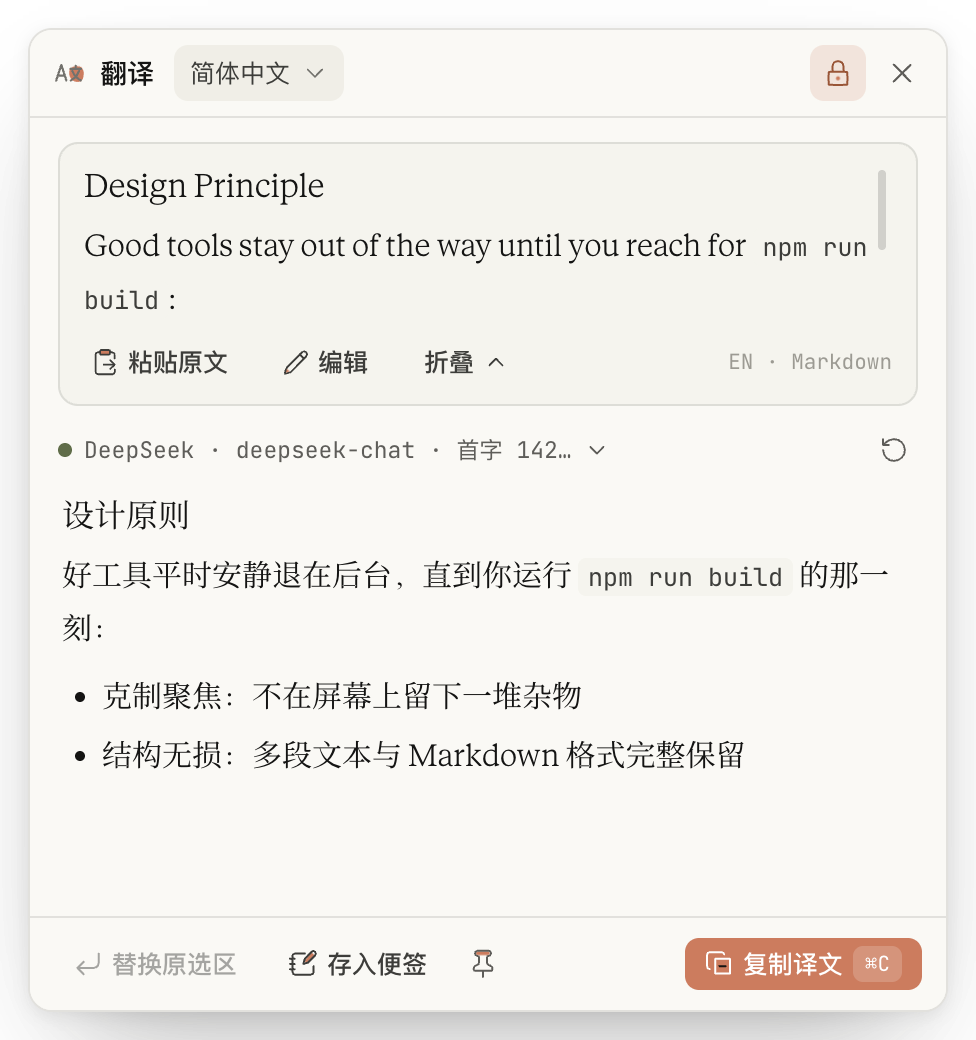 A文 翻译 简体中文
Design Principle
Good tools stay out of the way until you reach for npm run
build :
粘贴原文 编辑 折叠 EN · Markdown
DeepSeek · deepseek-chat · 首字 142…
设计原则
好工具平时安静退在后台，直到你运行 npm run build 的那一
刻：
• 克制聚焦：不在屏幕上留下一堆杂物
• 结构无损：多段文本与 Markdown 格式完整保留
替换原选区 存入便签 复制译文 ⌘C